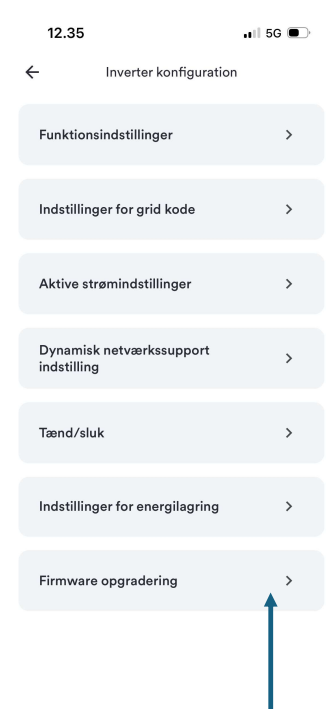 12.35
5G
Inverter konfiguration
Funktionsindstillinger
Indstillinger for grid kode
Aktive strømindstillinger
Dynamisk netværkssupport
indstilling
Tænd/sluk
Indstillinger for energilagring
Firmware opgradering